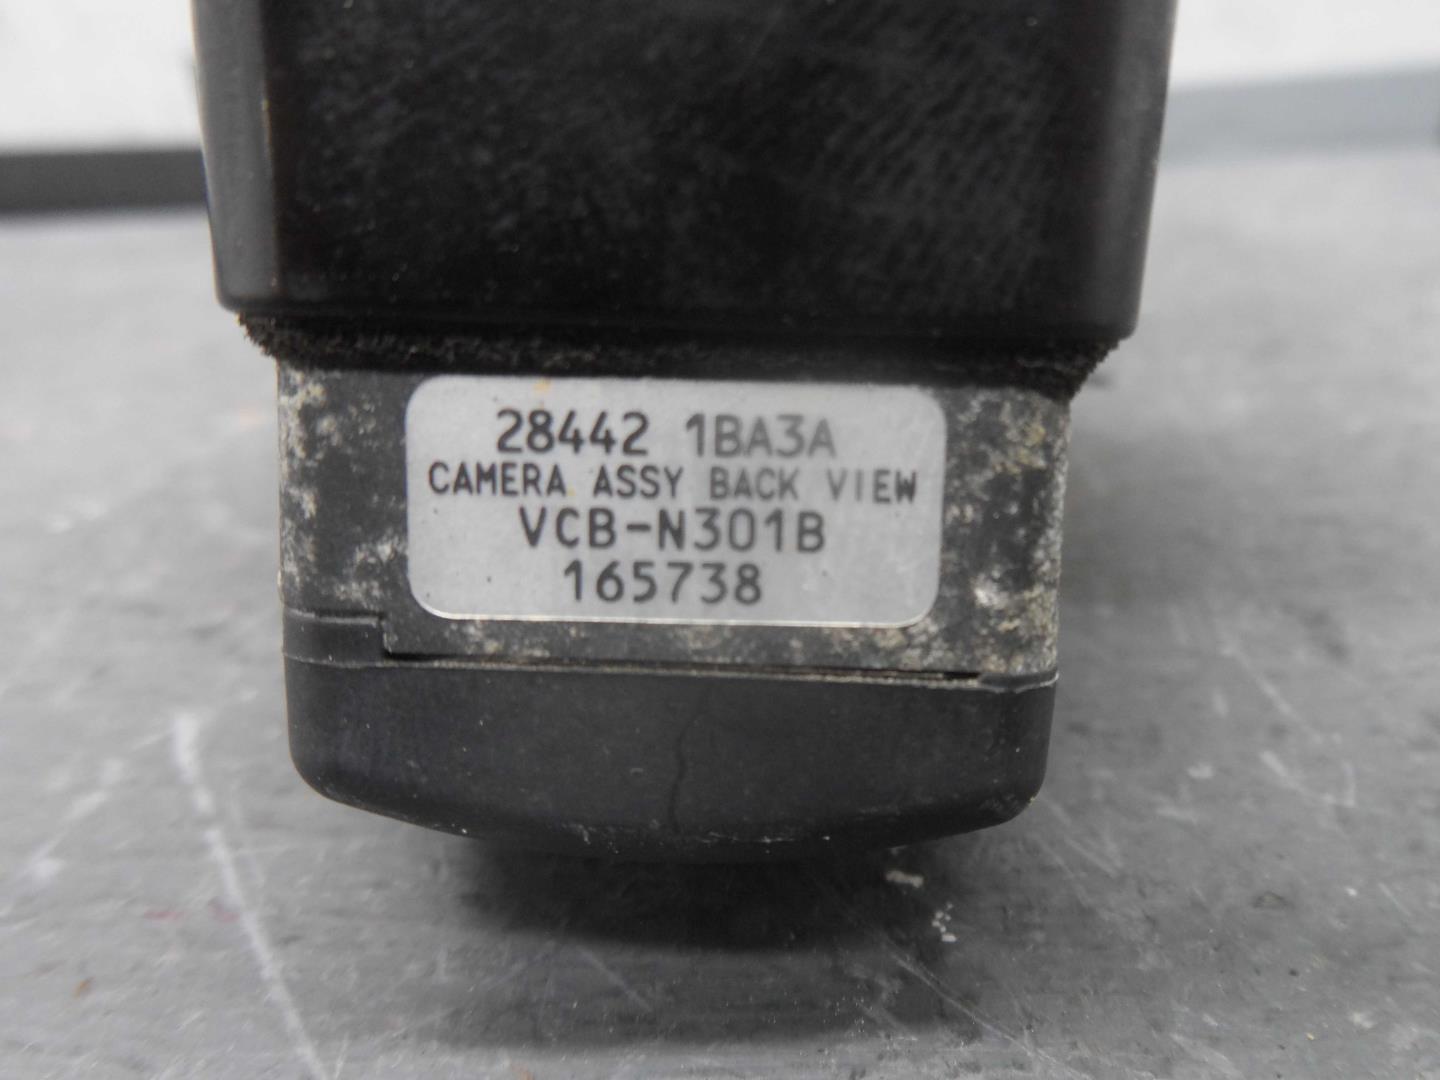 28442 1BA3A
CAMERA ASSY BACK VIEW
VCB-N301B
165738